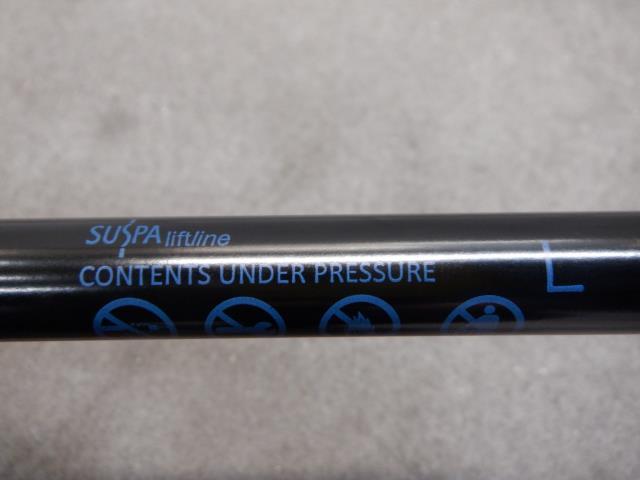 SUSPA liftline
CONTENTS UNDER PRESSURE